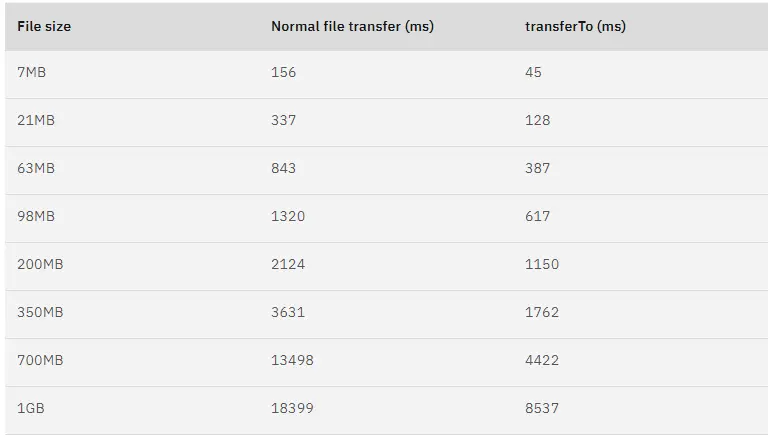 File size Normal file transfer (ms) transferTo (ms)
7MB 156 45
21MB 337 128
63MB 843 387
98MB 1320 617
200MB 2124 1150
350MB 3631 1762
700MB 13498 4422
1GB 18399 8537